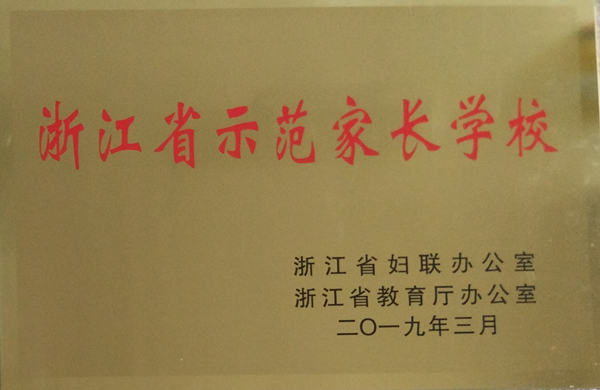 浙江省示范家长学校
浙江省妇联办公室
浙江省教育厅办公室
二〇一九年三月